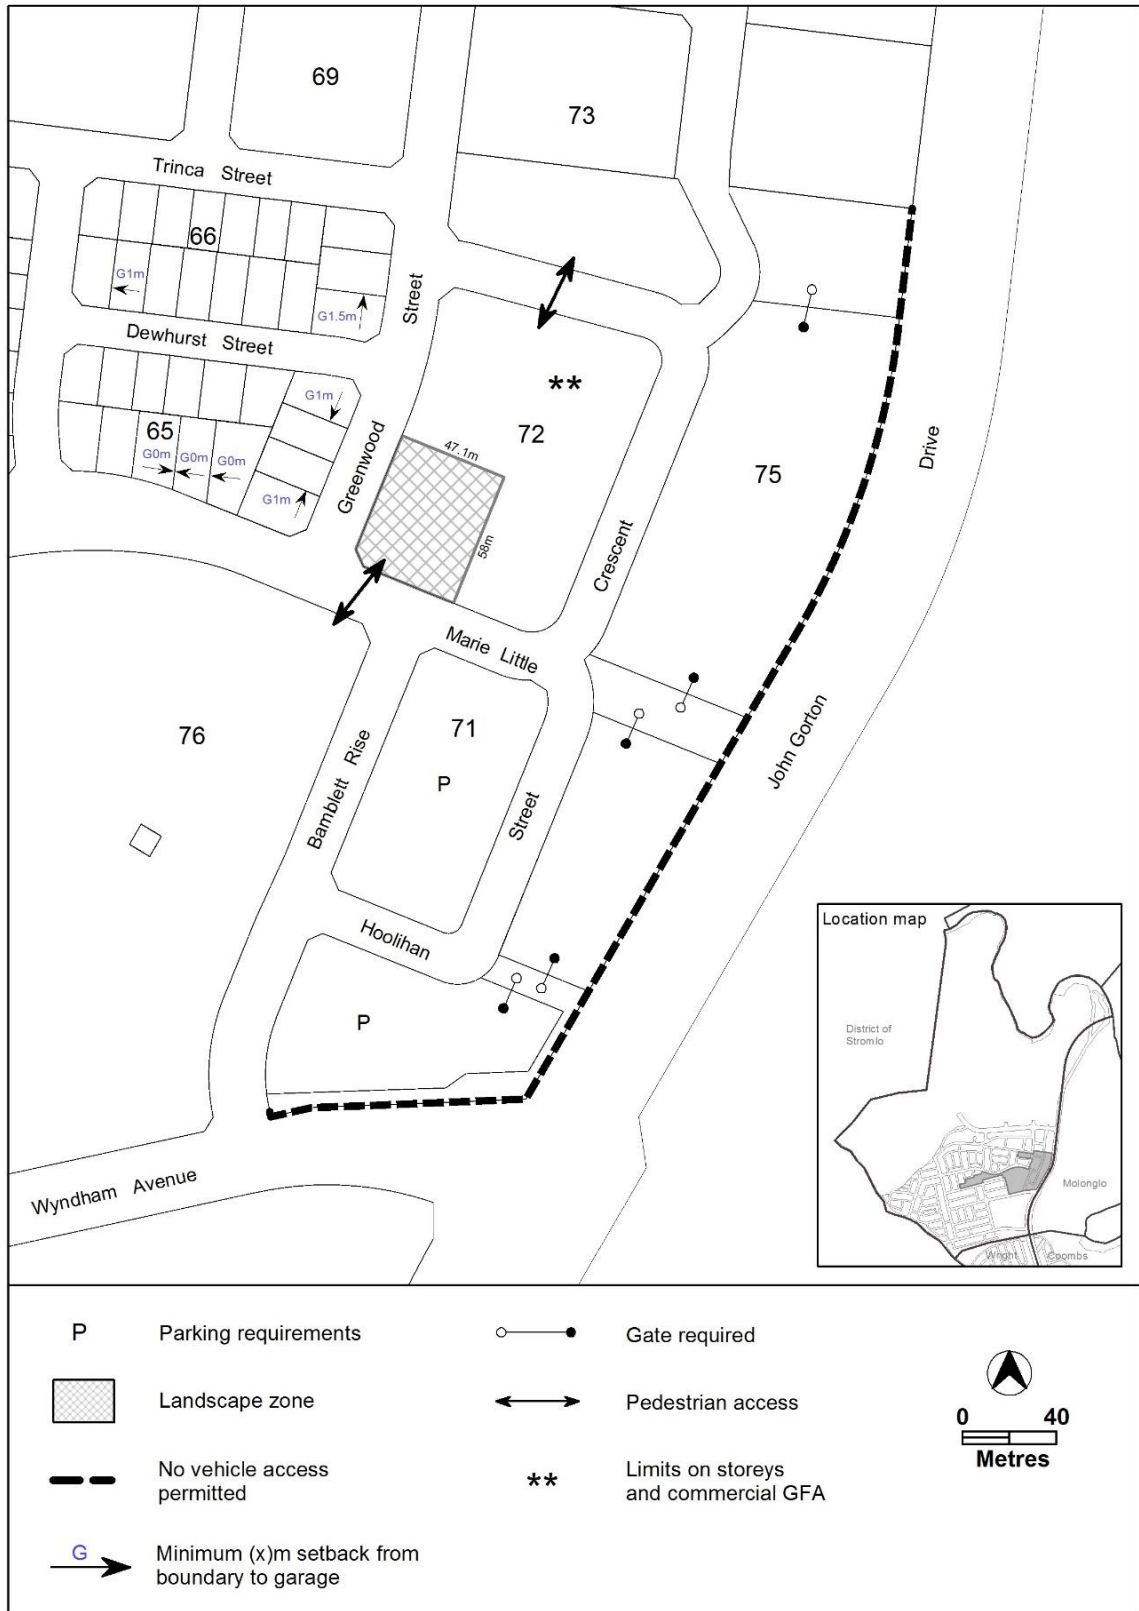 69
73
Trinca Street
66
G1m
G1.5m
Street
Dewhurst Street
**
72
G1m
65
G0m G0m G0m
G1m
47.1m
Greenwood
58m
75
Drive
Crescent
Marie Little
76
71
P
Bamblett Rise
Street
John Gorton
Hoolihan
P
Wyndham Avenue
Location map
District of
Stromlo
Molonglo
Wright
Coombs
P Parking requirements
Gate required
Landscape zone
Pedestrian access
No vehicle access
permitted
** Limits on storeys
and commercial GFA
G Minimum (x)m setback from
boundary to garage
0 40
Metres